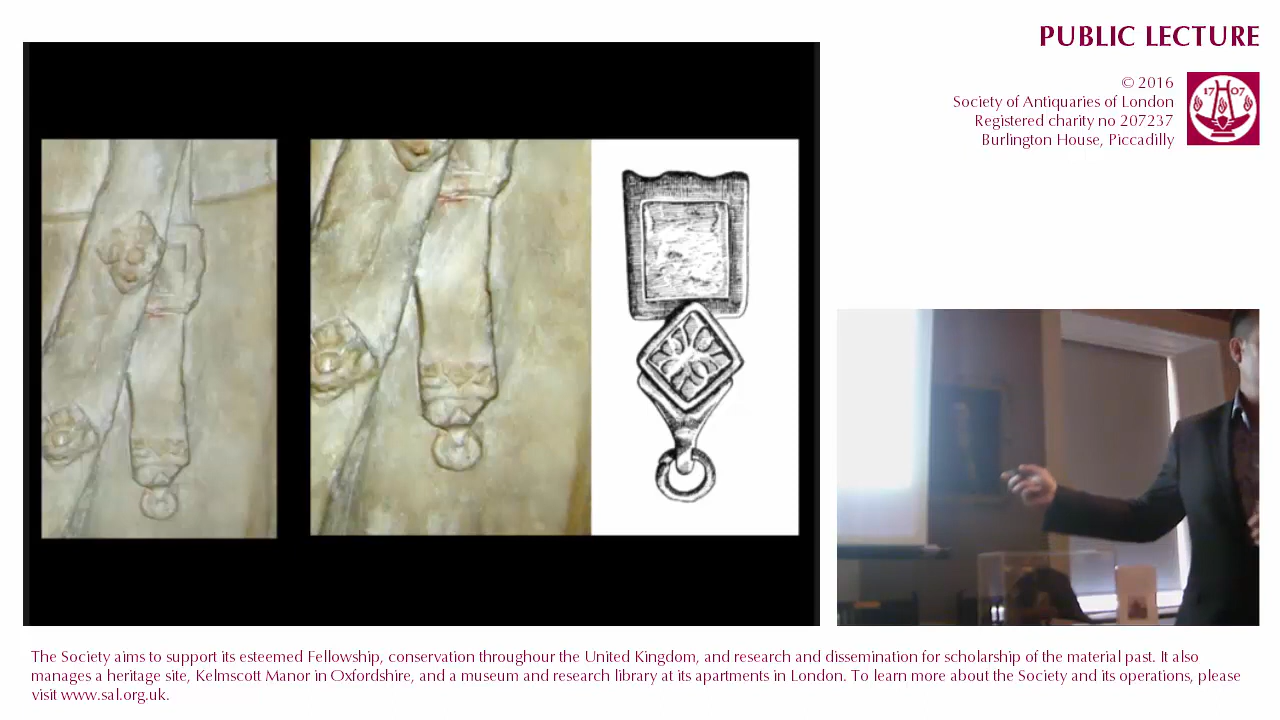 PUBLIC LECTURE
© 2016
Society of Antiquaries of London
Registered charity no 207237
Burlington House, Piccadilly
17 07
The Society aims to support its esteemed Fellowship, conservation throughout the United Kingdom, and research and dissemination for scholarship of the material past. It also
manages a heritage site, Kelmscott Manor in Oxfordshire, and a museum and research library at its apartments in London. To learn more about the Society and its operations, please
visit www.sal.org.uk.